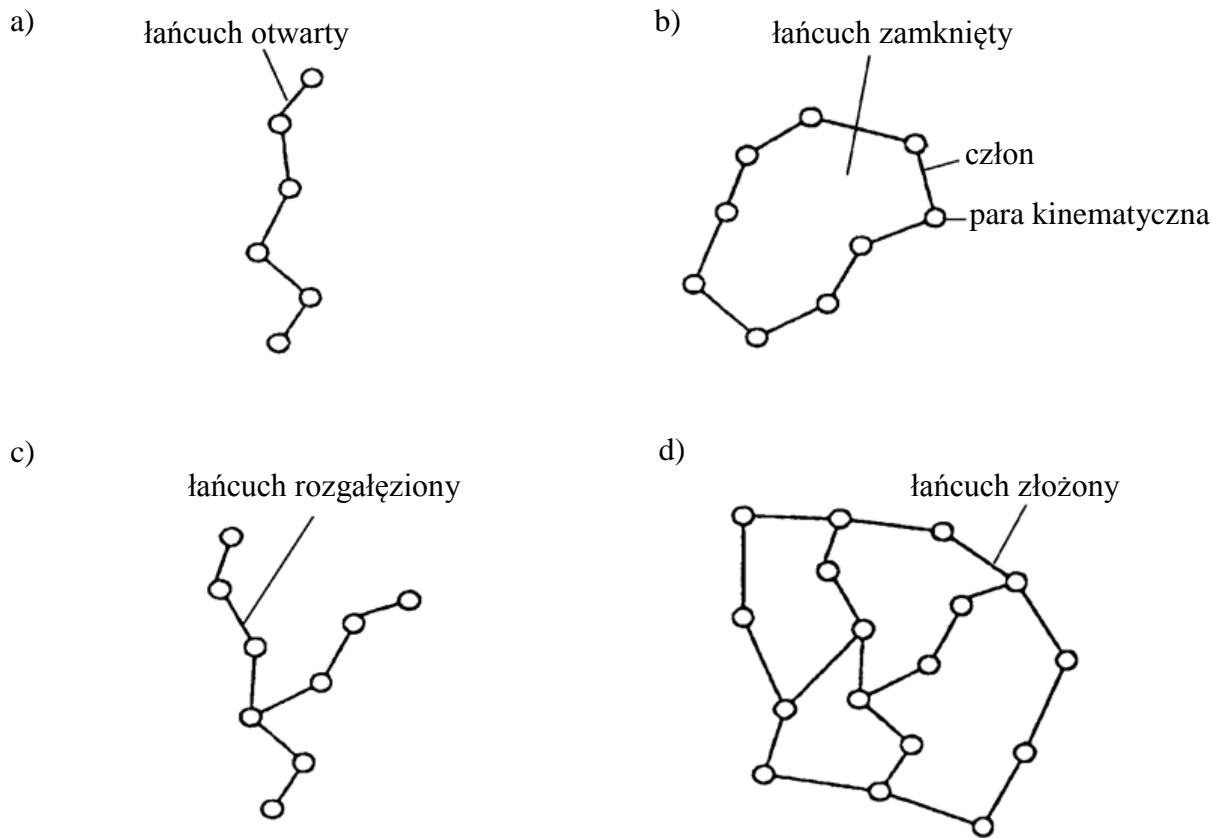 a)
łańcuch otwarty
b)
łańcuch zamknięty
człon
para kinematyczna
c)
łańcuch rozgałęziony
d)
łańcuch złożony